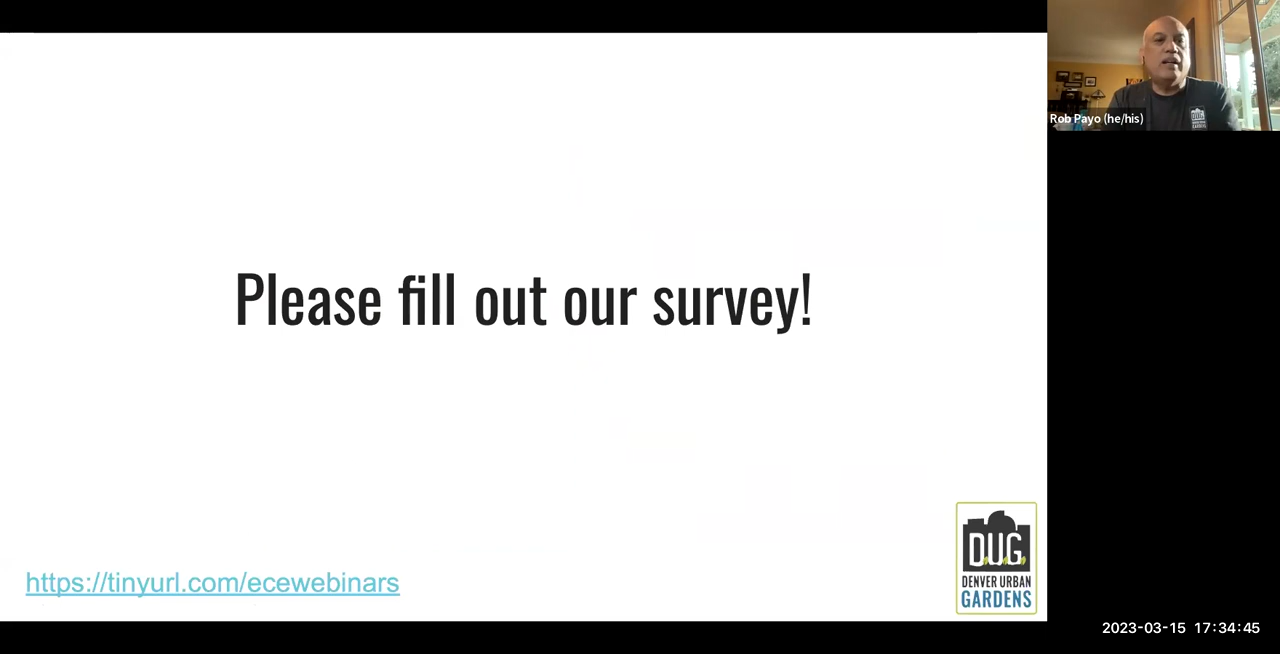 Please fill out our survey!
https://tinyurl.com/ecewebinars
DUG
DENVER URBAN
GARDENS
Rob Payo (he/his)
2023-03-15 17:34:45